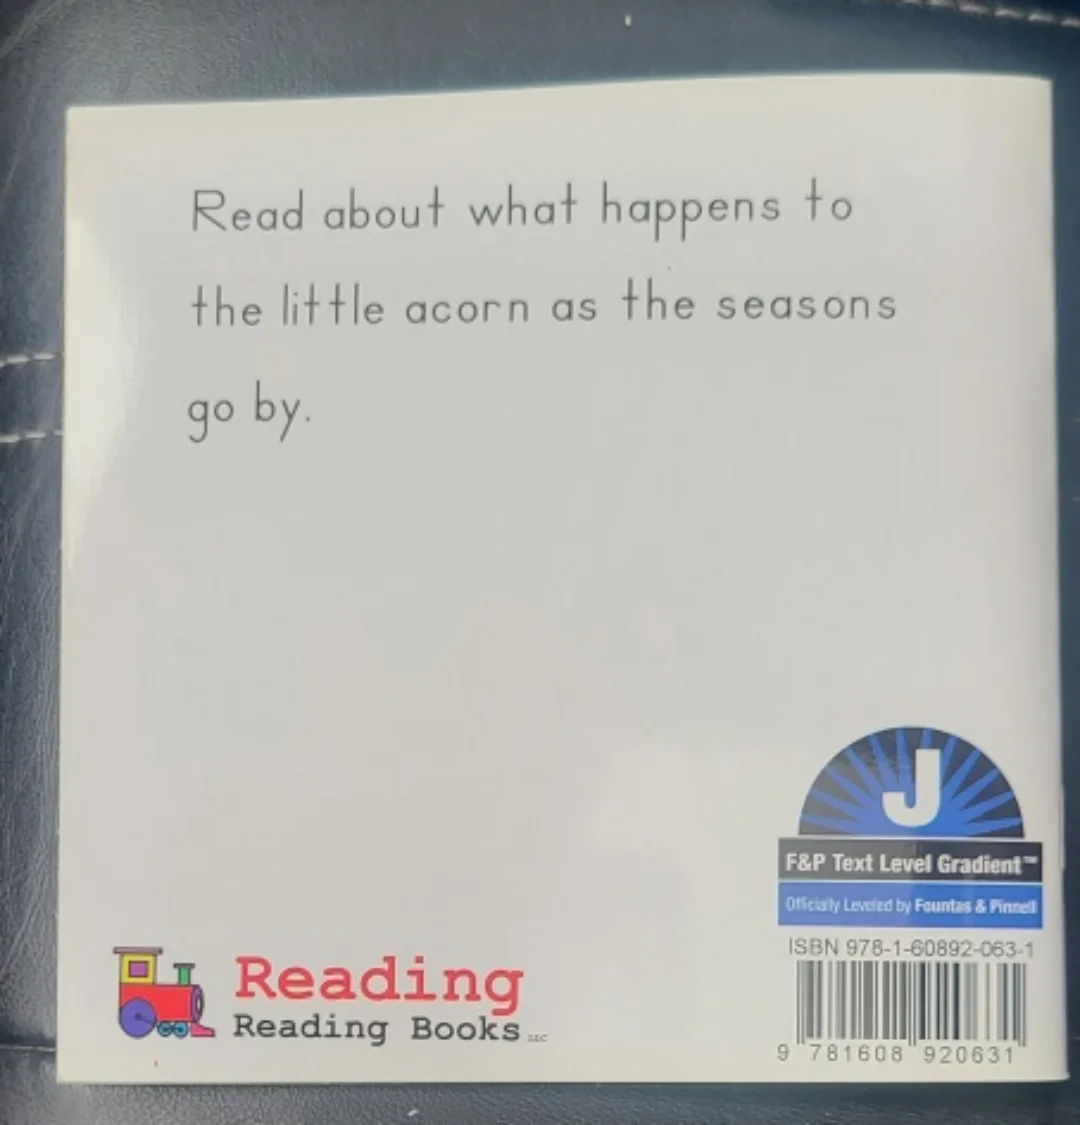 Read about what happens to
the little acorn as the seasons
go by.
J
F&P Text Level Gradient™
Officially Leveled by Fountas & Pinnell
ISBN 978-1-60892-063-1
9 781608 920631
Reading
Reading Books LLC